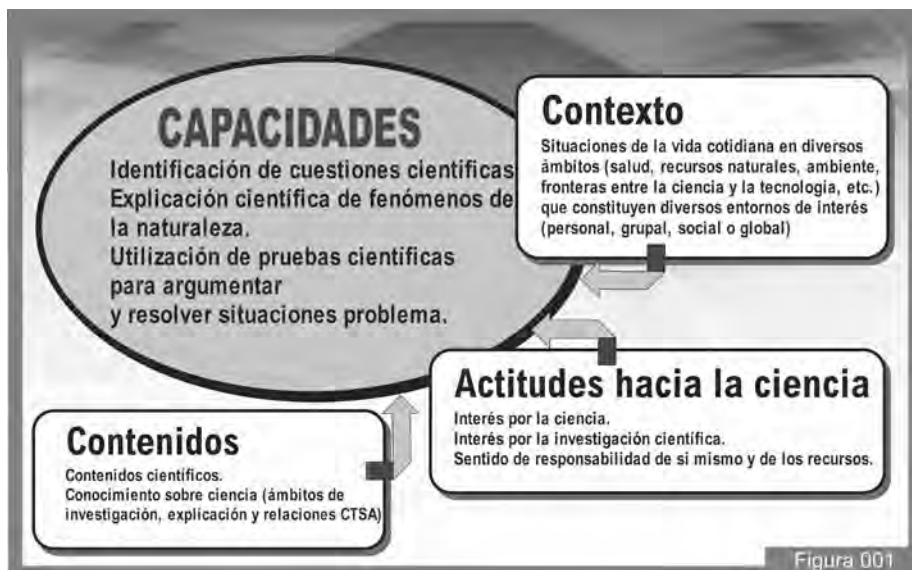 CAPACIDADES
Identificación de cuestiones científicas
Explicación científica de fenómenos de
la naturaleza.
Utilización de pruebas científicas
para argumentar
y resolver situaciones problema.
Contexto
Situaciones de la vida cotidiana en diversos
ámbitos (salud, recursos naturales, ambiente,
fronteras entre la ciencia y la tecnología, etc.)
que constituyen diversos entornos de interés
(personal, grupal, social o global)
Actitudes hacia la ciencia
Interés por la ciencia.
Interés por la investigación científica.
Sentido de responsabilidad de si mismo y de los recursos.
Contenidos
Contenidos científicos.
Conocimiento sobre ciencia (ámbitos de
investigación, explicación y relaciones CTSA)
Figura 001